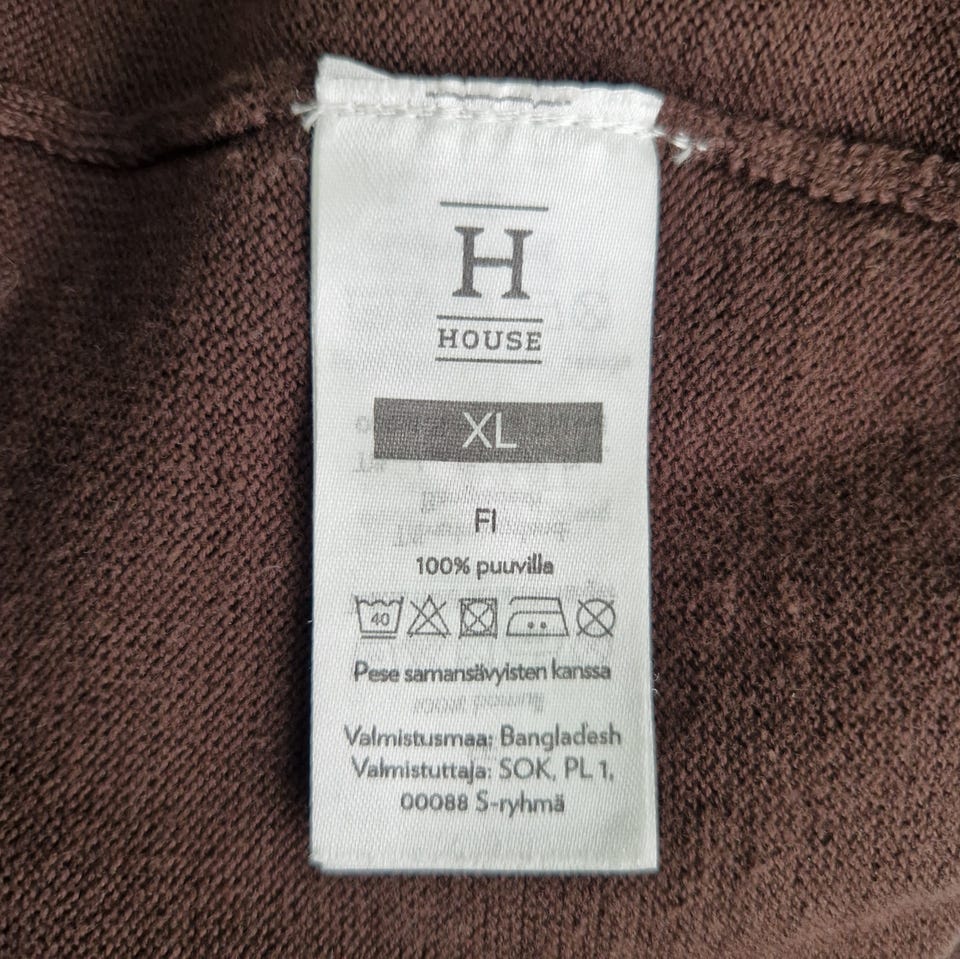 H
HOUSE
XL
FI
100% puuvilla
40
Pese samansävyisten kanssa
Valmistusmaa: Bangladesh
Valmistuttaja: SOK, PL 1,
00088 S-ryhmä